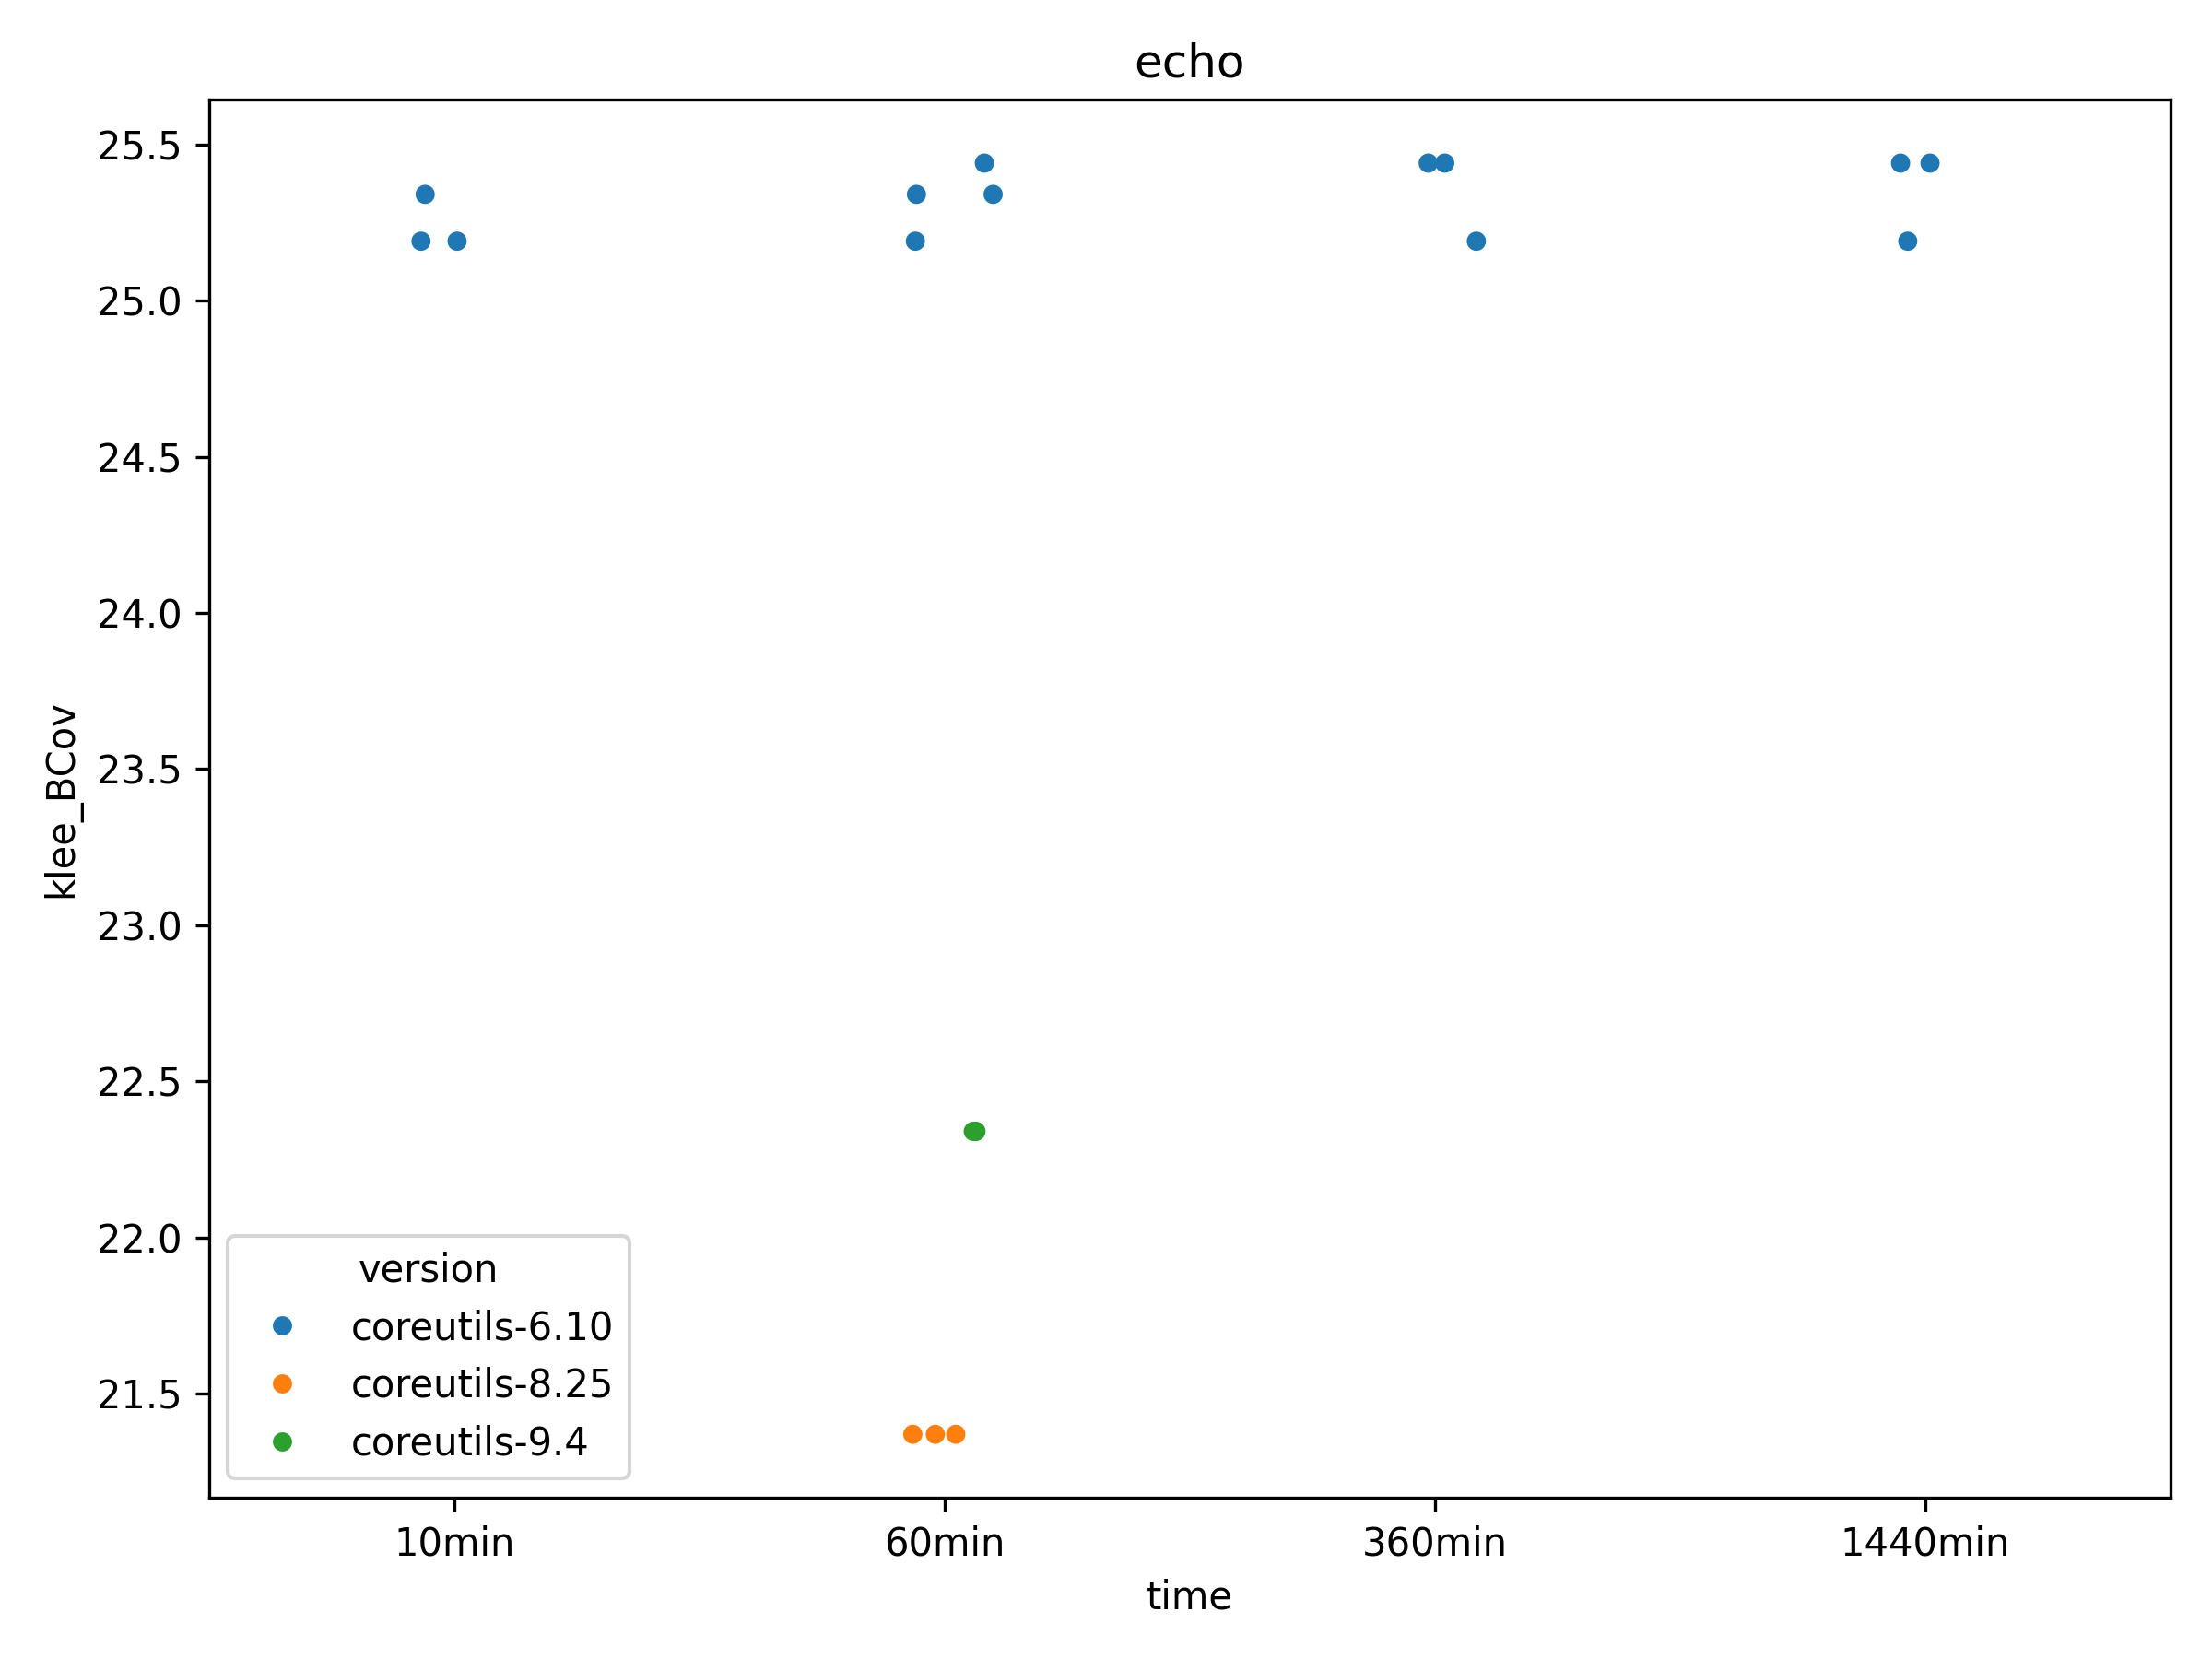 echo
klee_BCov
25.5
25.0
24.5
24.0
23.5
23.0
22.5
22.0
21.5
version
coreutils-6.10
coreutils-8.25
coreutils-9.4
10min
60min
360min
1440min
time